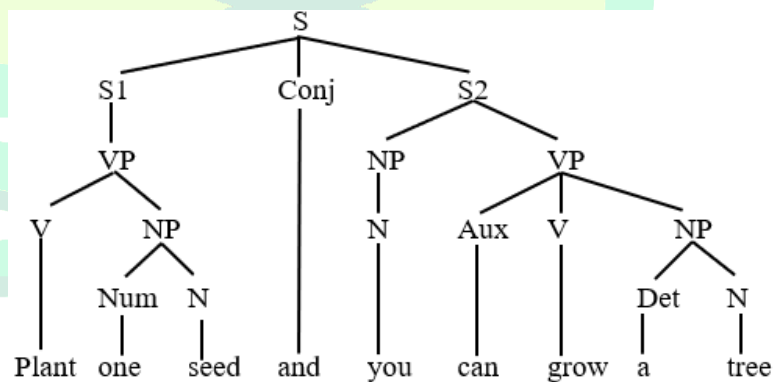 S
S1 Conj S2
VP NP VP
V NP N Aux V NP
Num N Det N
Plant one seed and you can grow a tree